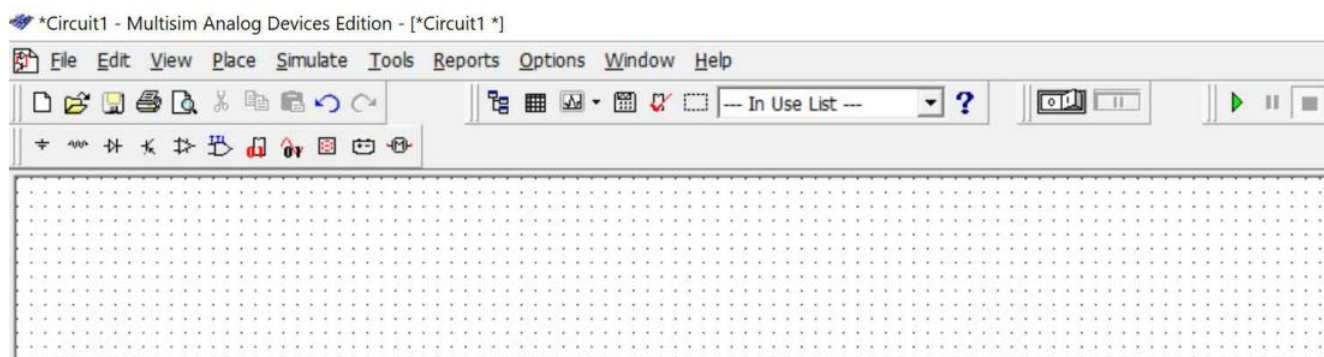 *Circuit1 - Multisim Analog Devices Edition - [*Circuit1 *]
File Edit View Place Simulate Tools Reports Options Window Help
--- In Use List --- ?